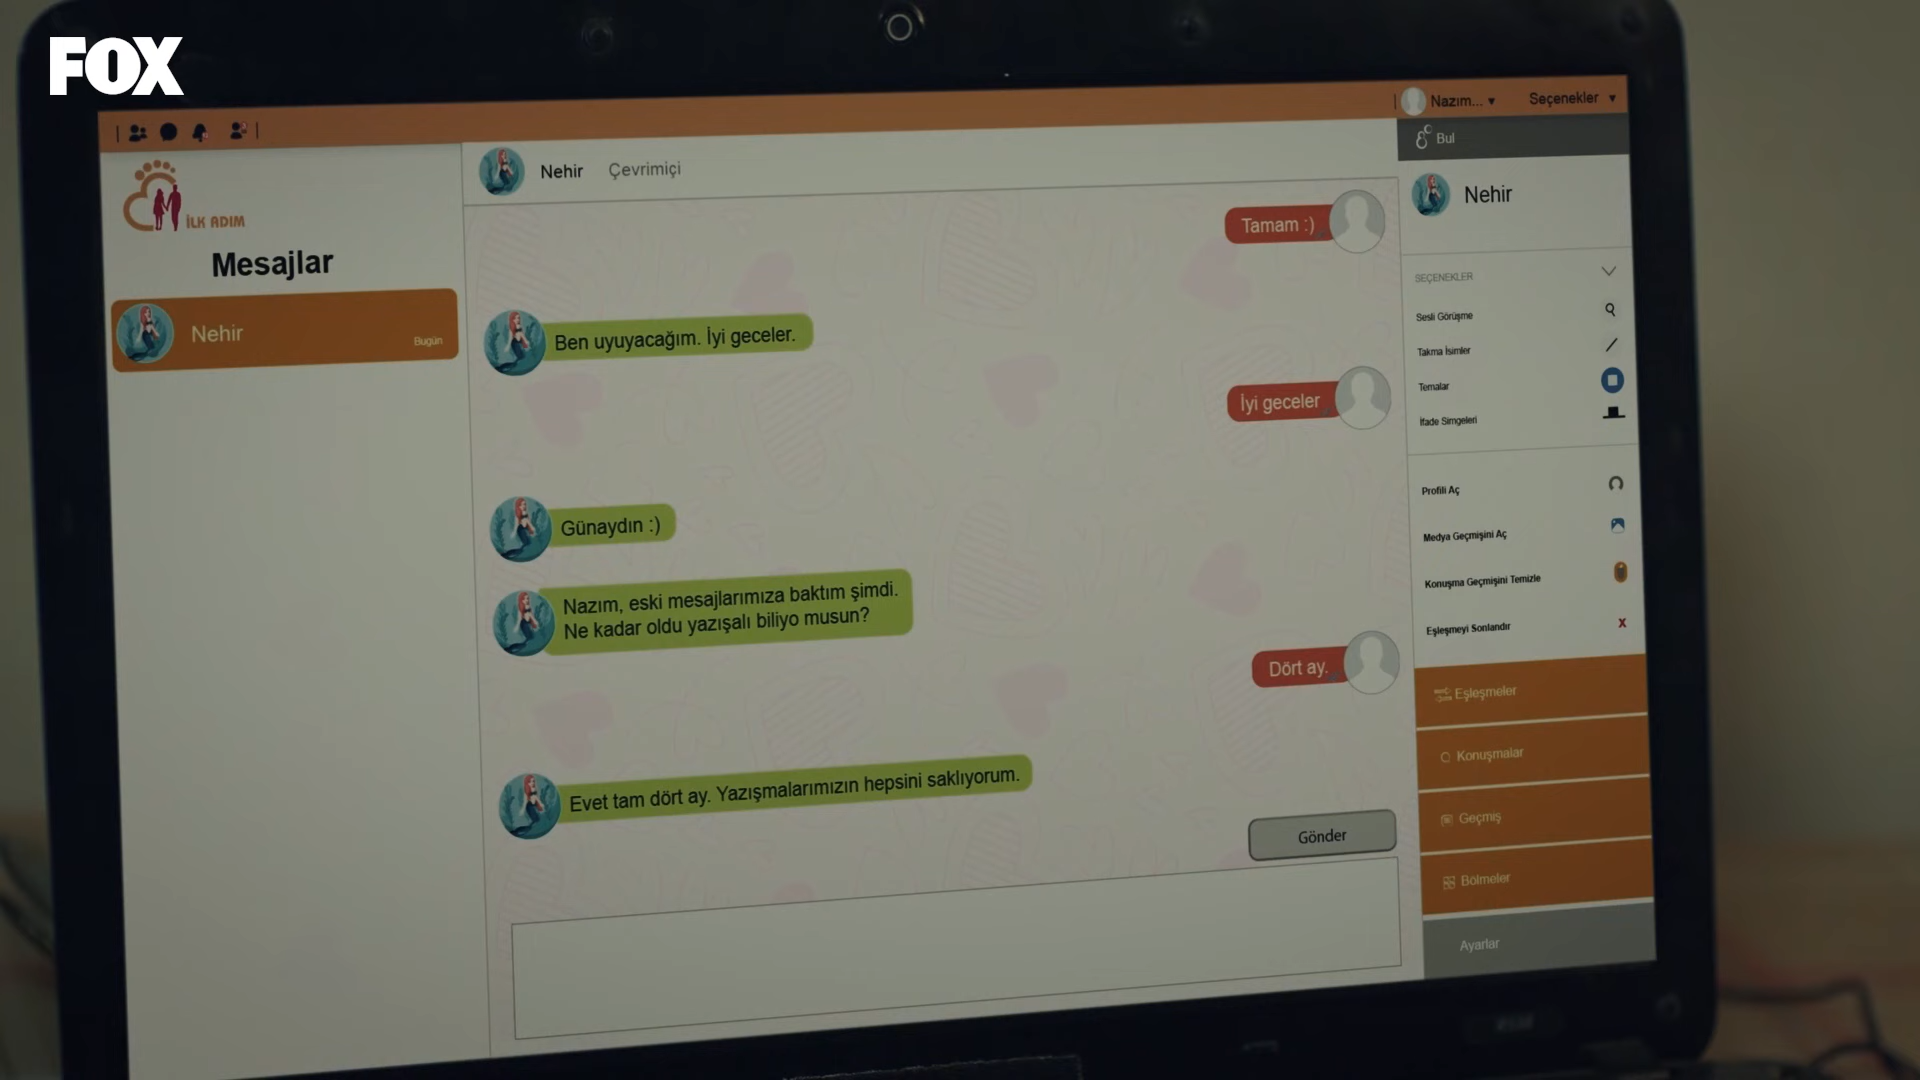 FOX
Nazım...
Seçenekler
İLK ADIM
Mesajlar
Nehir
Bugün
Nehir Çevrimiçi
Tamam :)
Ben uyuyacağım. İyi geceler.
İyi geceler
Günaydın :)
Nazım, eski mesajlarımıza baktım şimdi.
Ne kadar oldu yazışalı biliyo musun?
Dört ay.
Evet tam dört ay. Yazışmalarımızın hepsini saklıyorum.
Gönder
Bul
Nehir
SEÇENEKLER
Sesli Görüşme
Takma İsimler
Temalar
İfade Simgeleri
Profili Aç
Medya Geçmişini Aç
Konuşma Geçmişini Temizle
Eşleşmeyi Sonlandır
X
Eşleşmeler
Konuşmalar
Geçmiş
Bölmeler
Ayarlar